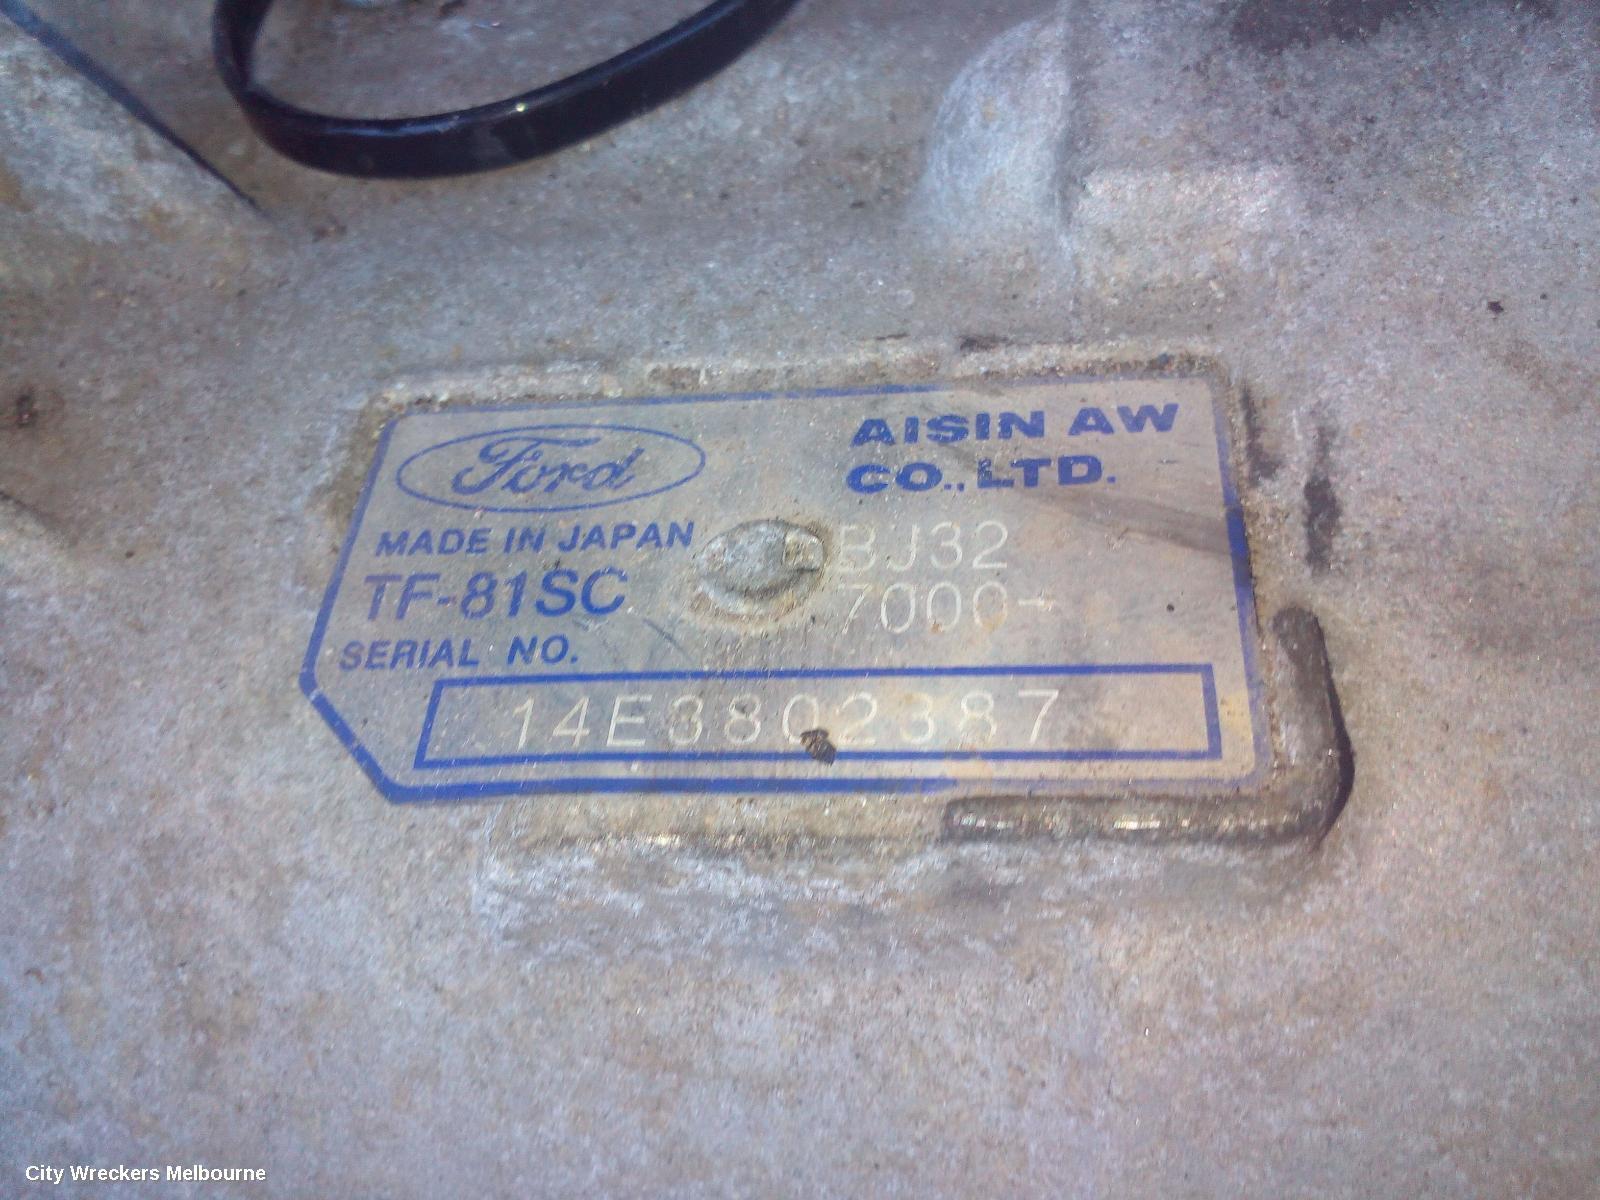 Ford
AISIN AW
CO., LTD.
MADE IN JAPAN
BJ32
TF-81SC
7000-
SERIAL NO.
14E3802387
City Wreckers Melbourne